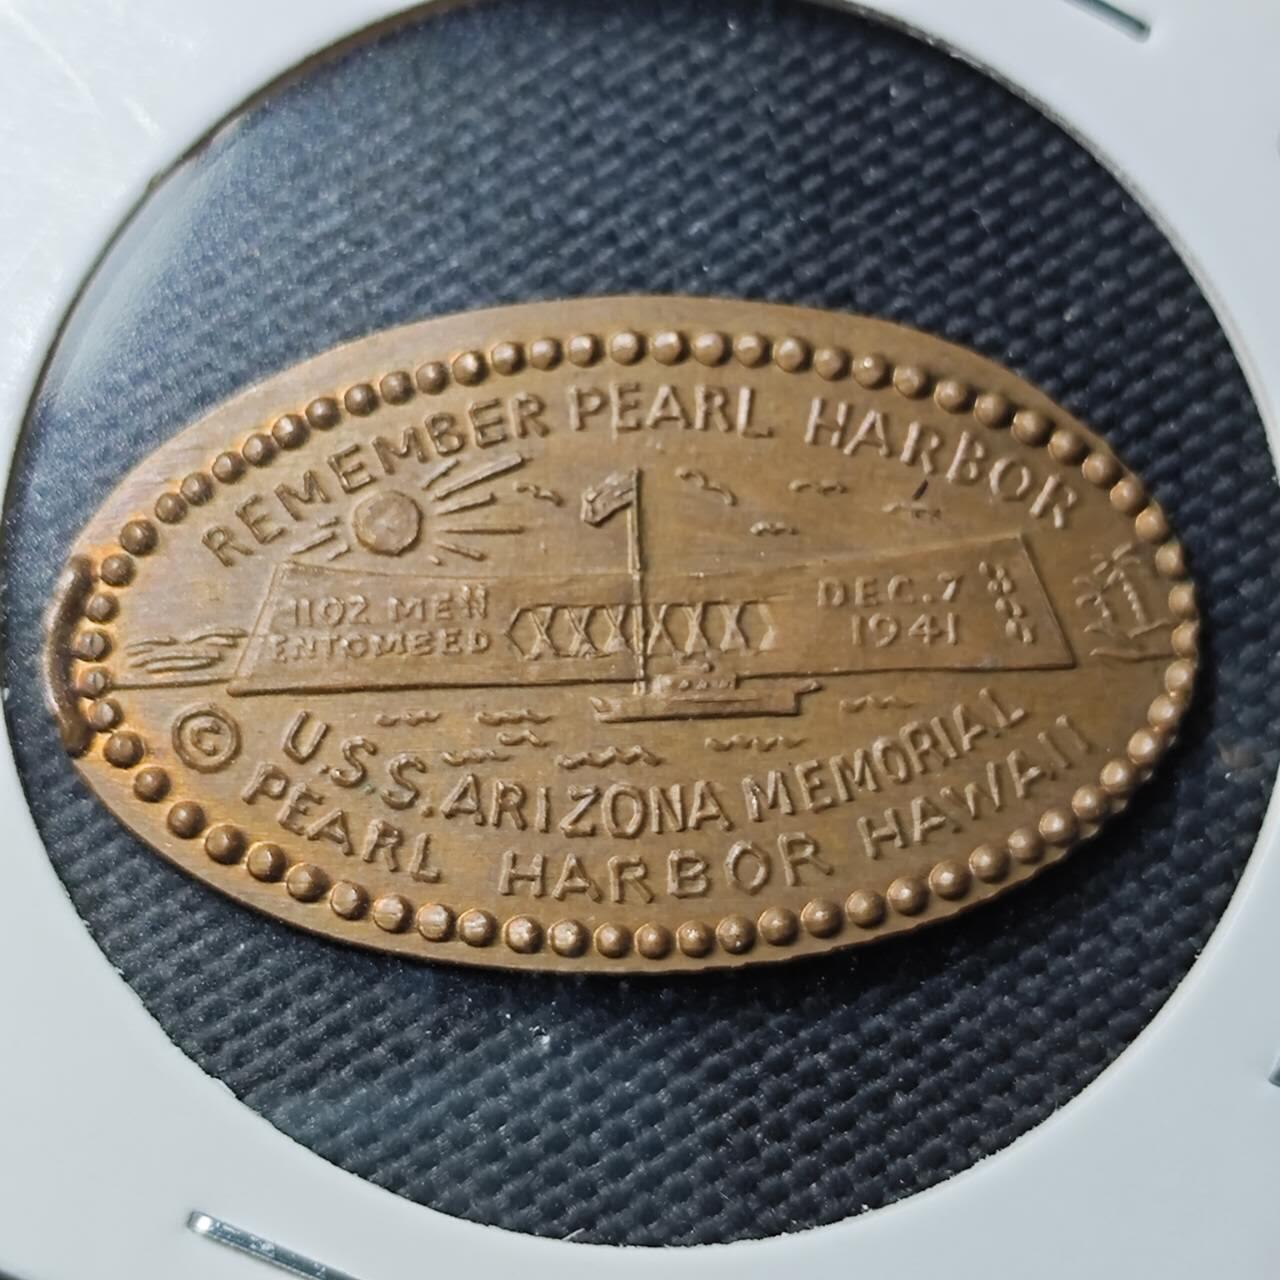 REMEMBER PEARL HARBOR
1102 MEN
ENTOMBED
DEC. 7
1941
©
U.S.S. ARIZONA MEMORIAL
PEARL HARBOR HAWAII